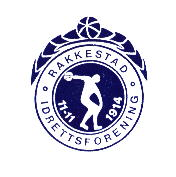 RAKKESTAD
IDRETTSFORENING
11-11
1914